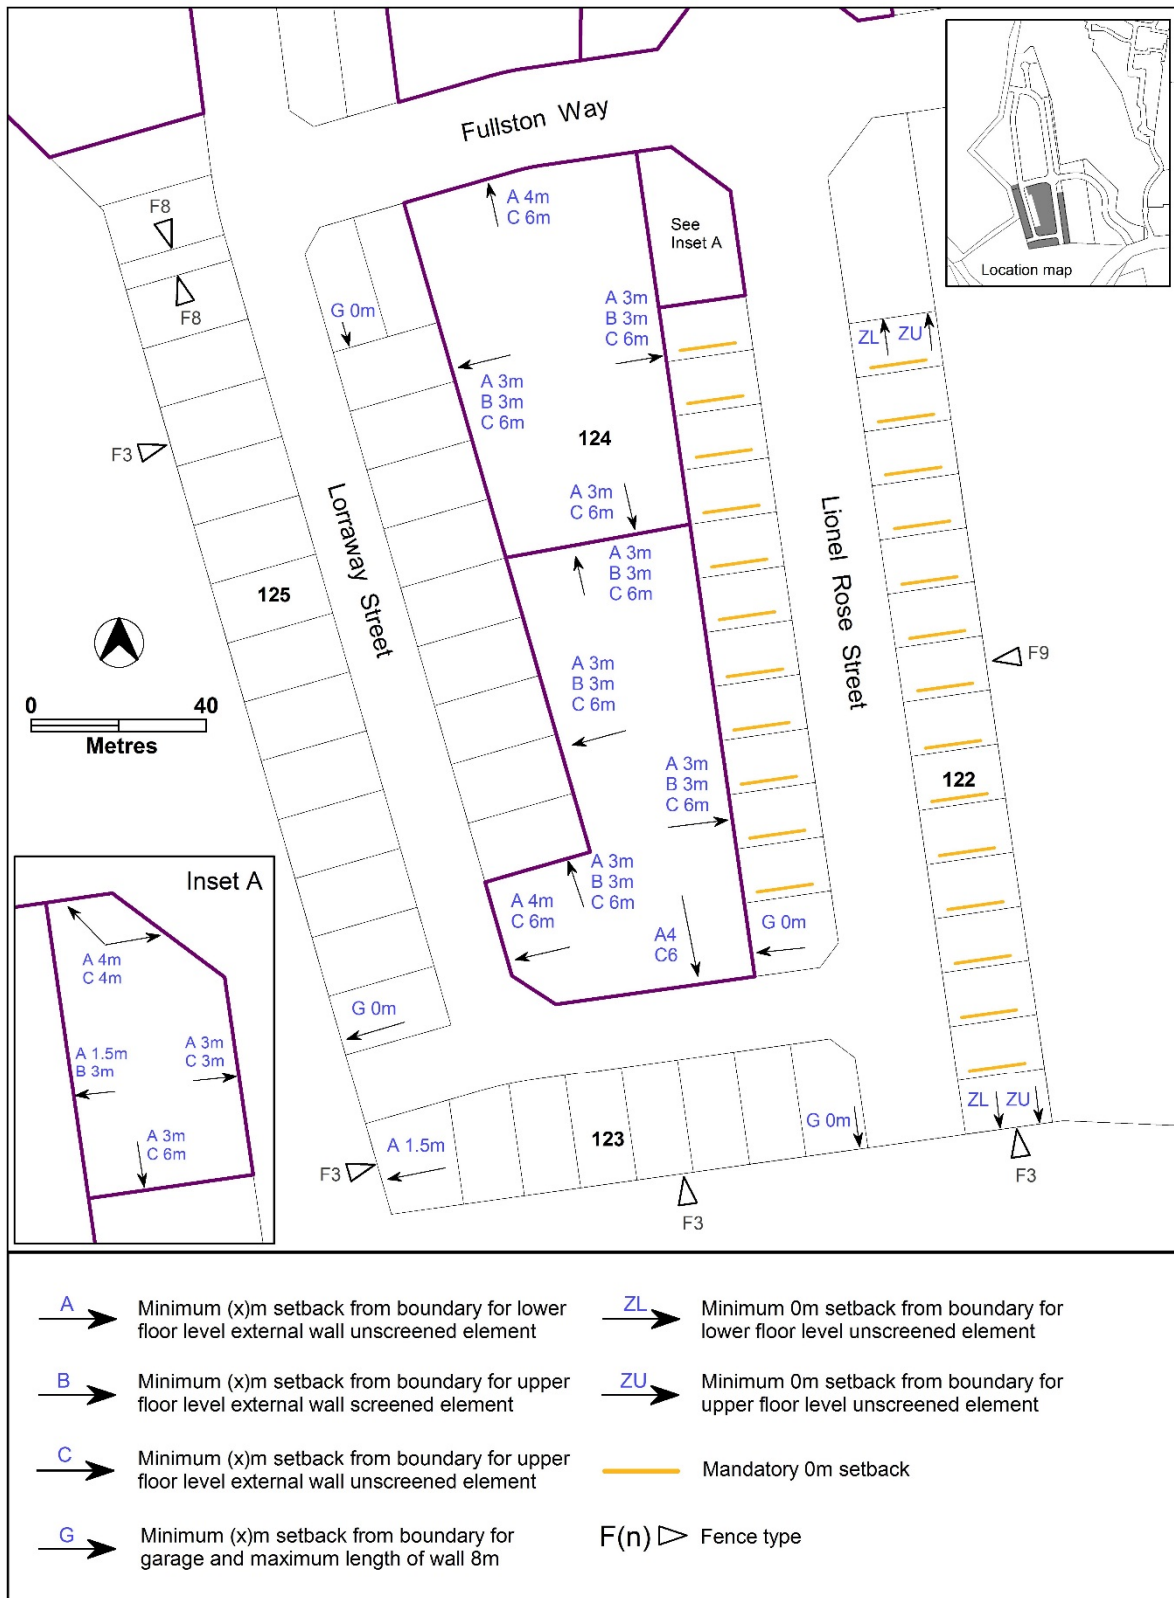 Fullston Way
A 4m
C 6m
See
Inset A
Location map
F8
F8
G 0m
A 3m
B 3m
C 6m
ZL
ZU
A 3m
B 3m
C 6m
124
F3
A 3m
C 6m
Lorraway Street
Lionel Rose Street
A 3m
B 3m
C 6m
125
F9
A 3m
B 3m
C 6m
0
40
Metres
A 3m
B 3m
C 6m
122
Inset A
A 3m
B 3m
C 6m
A 4m
C 6m
A4
C6
G 0m
A 4m
C 4m
G 0m
A 1.5m
B 3m
A 3m
C 3m
A 3m
C 6m
ZL
ZU
A 1.5m
123
G 0m
F3
F3
F3
A
Minimum (x)m setback from boundary for lower
floor level external wall unscreened element
B
Minimum (x)m setback from boundary for upper
floor level external wall screened element
C
Minimum (x)m setback from boundary for upper
floor level external wall unscreened element
G
Minimum (x)m setback from boundary for
garage and maximum length of wall 8m
ZL
Minimum 0m setback from boundary for
lower floor level unscreened element
ZU
Minimum 0m setback from boundary for
upper floor level unscreened element
Mandatory 0m setback
F(n)
Fence type